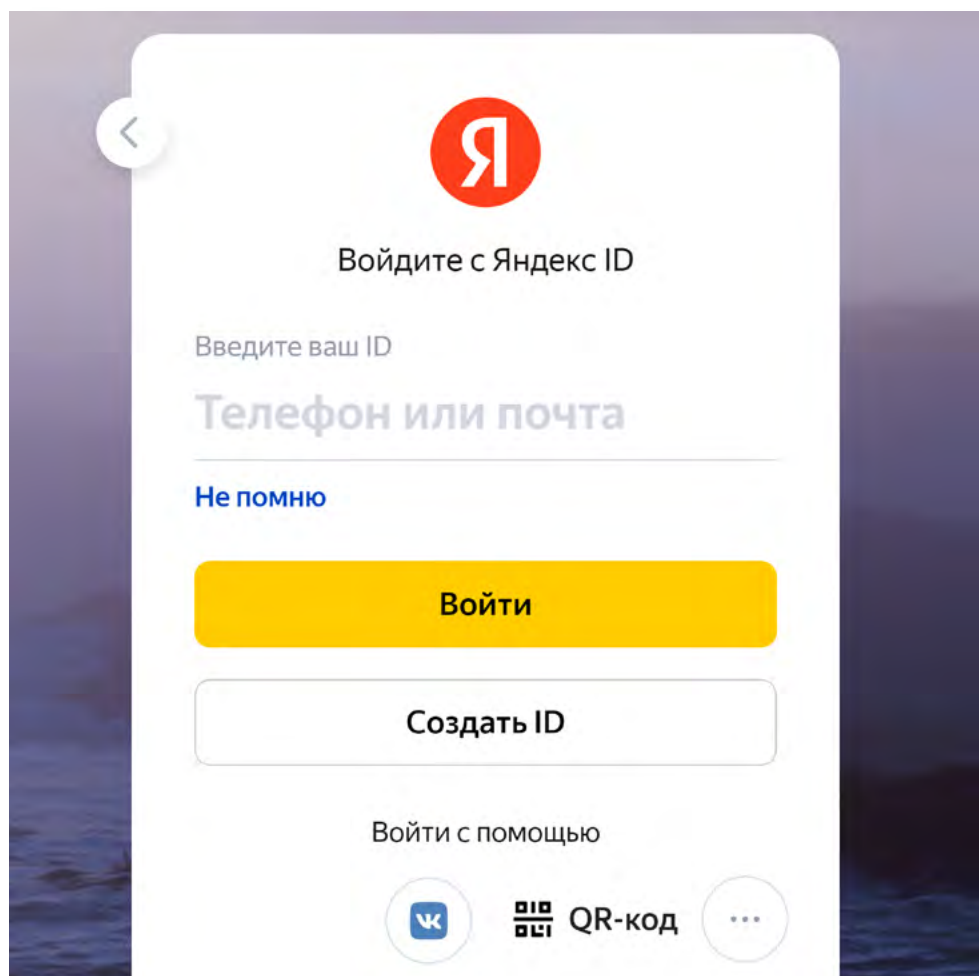 Я
Войдите с Яндекс ID
Введите ваш ID
Телефон или почта
Не помню
Войти
Создать ID
Войти с помощью
QR-код